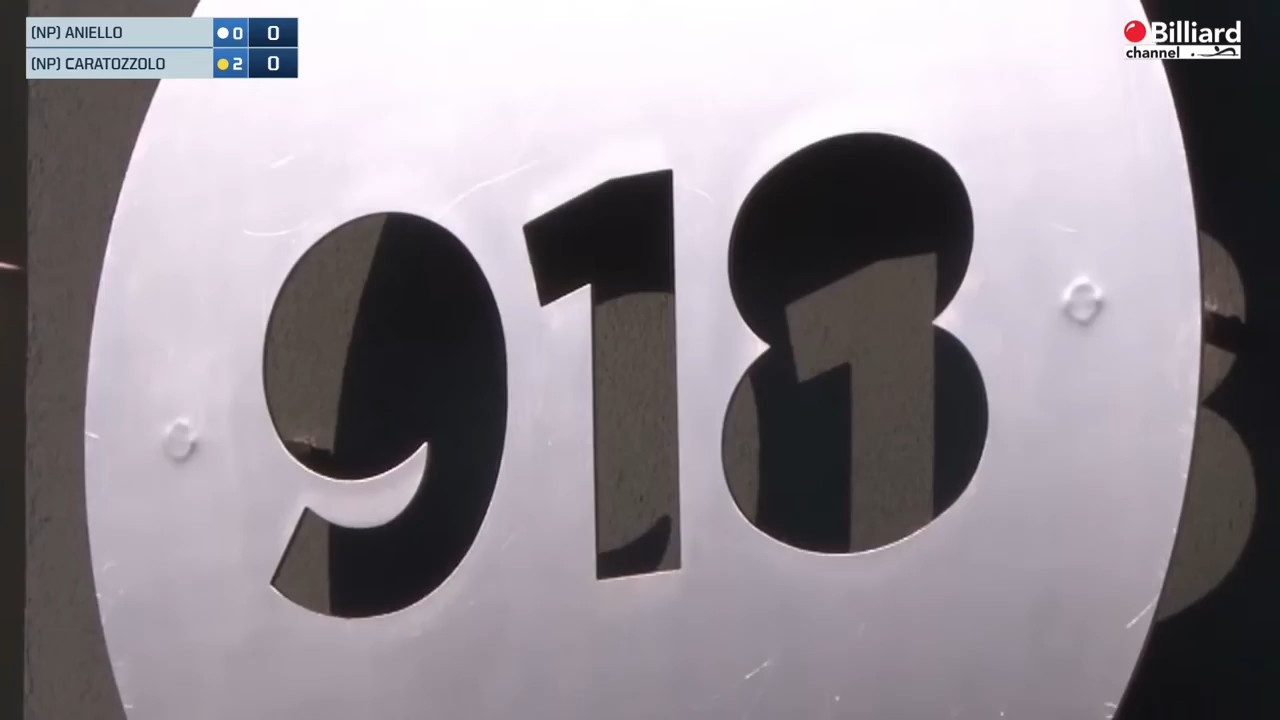 (NP) ANIELLO 0 0
(NP) CARATOZZOLO 2 0
Billiard
channel
918